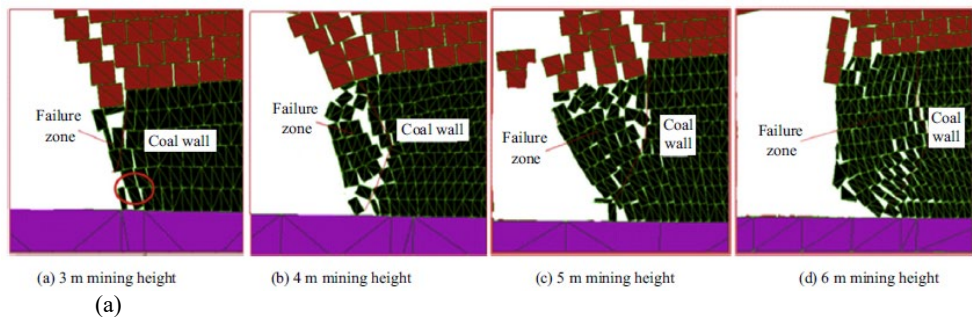 Failure
zone
Coal wall
Failure
zone
Coal wall
Failure
zone
Coal
wall
Failure
zone
Coal
wall
(a) 3 m mining height
(b) 4 m mining height
(c) 5 m mining height
(d) 6 m mining height
(a)